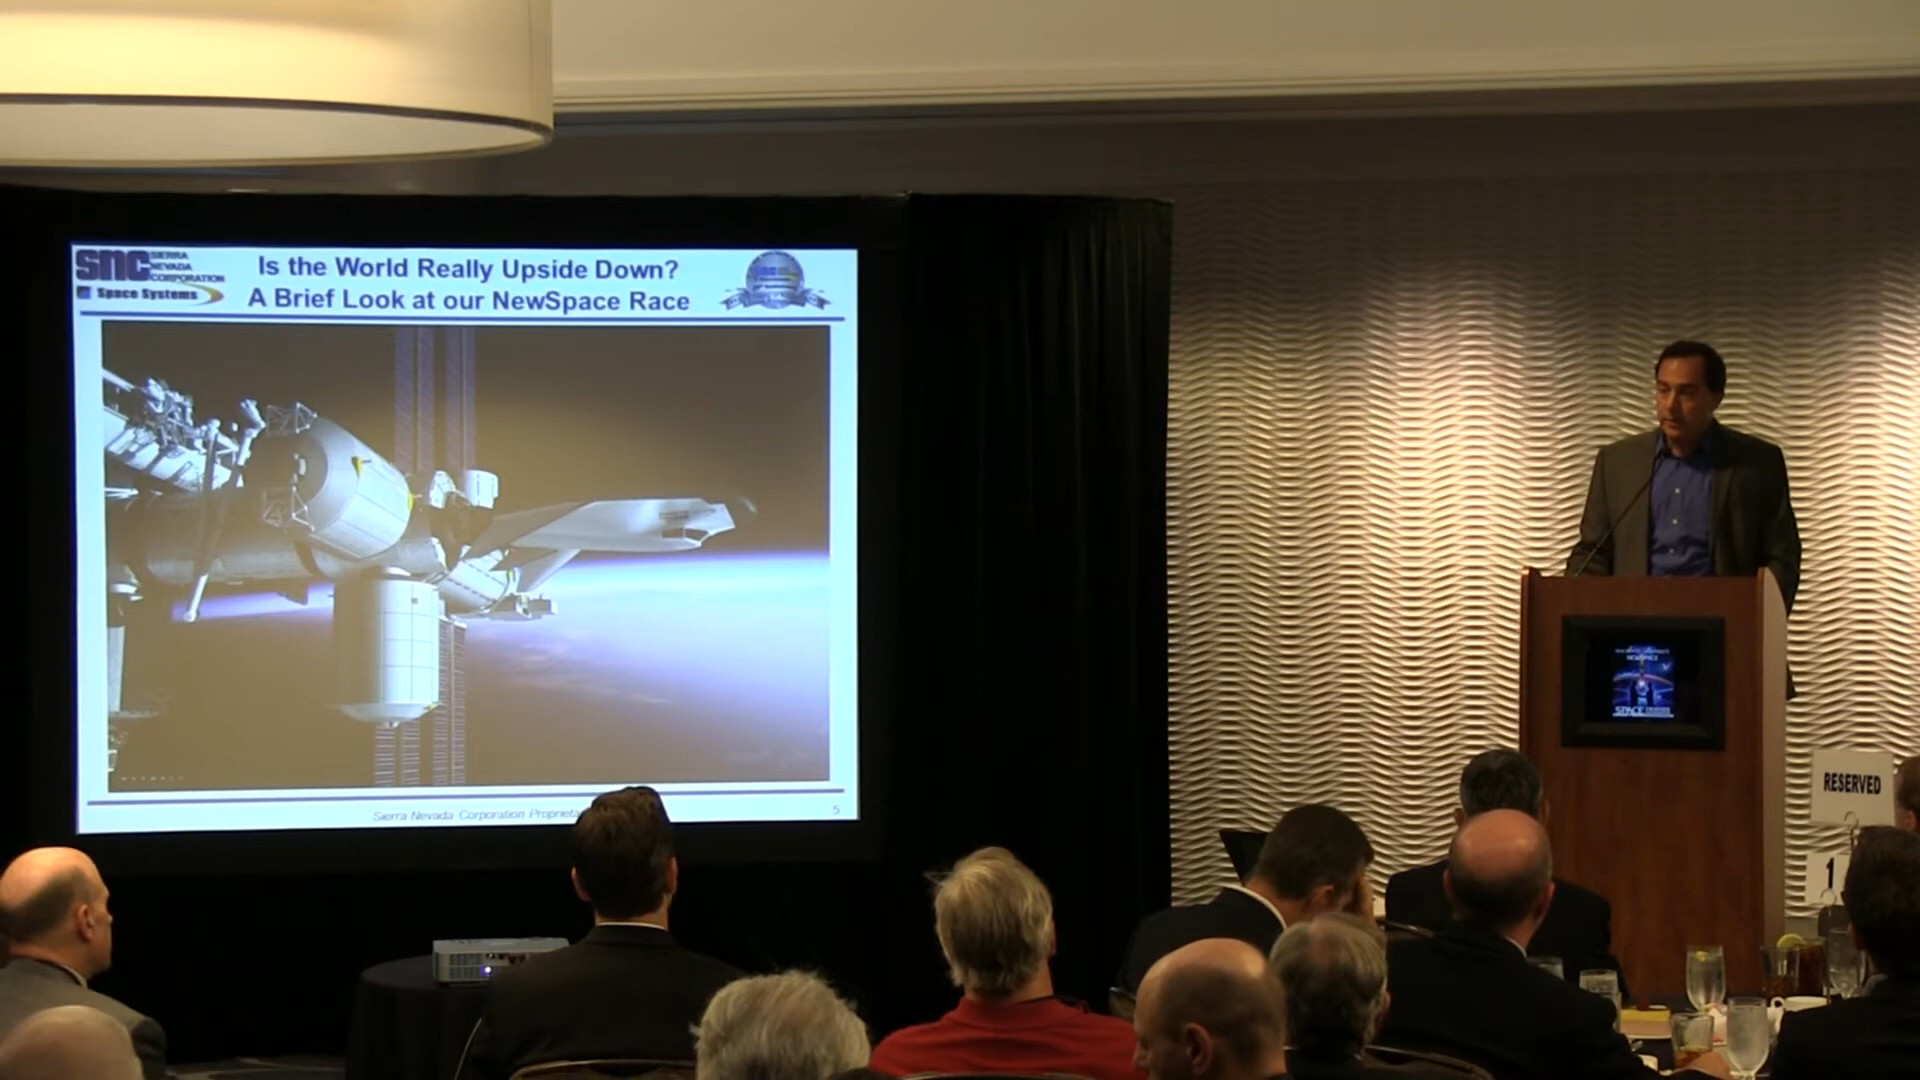 snc SIERRA
NEVADA
CORPORATION
Space Systems
Is the World Really Upside Down?
A Brief Look at our NewSpace Race
Sierra Nevada Corporation
5
NEWSPACE
SPACE
RESERVED
1